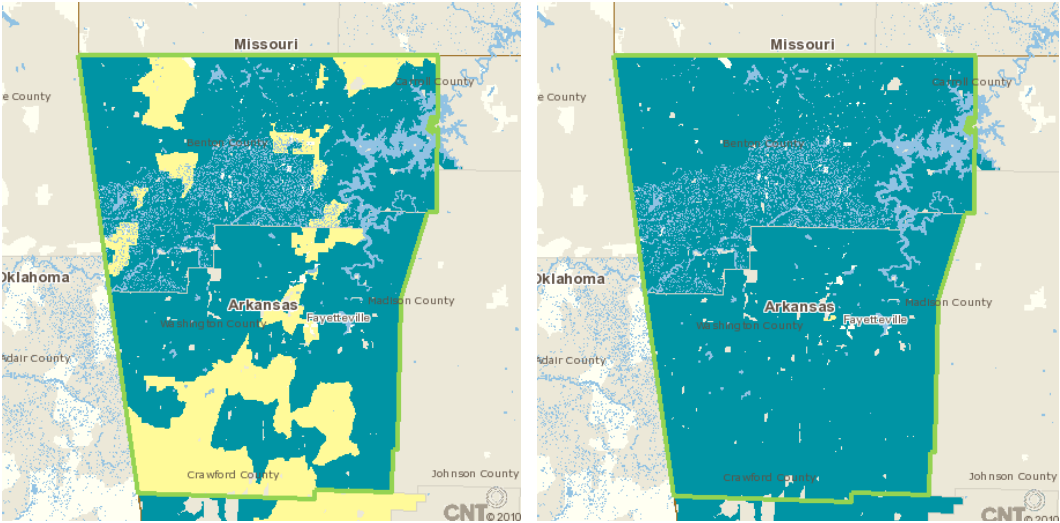 Missouri
Carroll County
e County
Benton County
Oklahoma
Arkansas
Madison County
Washington County
Fayetteville
Adair County
Crawford County
Johnson County
CNT © 2010
Missouri
Carroll County
e County
Benton County
Oklahoma
Arkansas
Madison County
Washington County
Fayetteville
Adair County
Crawford County
Johnson County
CNT © 2010